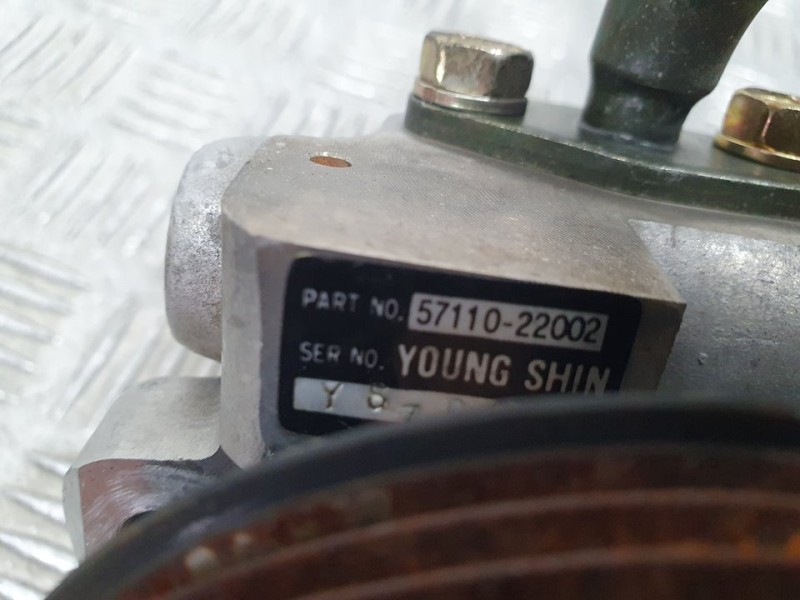 PART NO. 57110-22002
SER NO. YOUNG SHIN